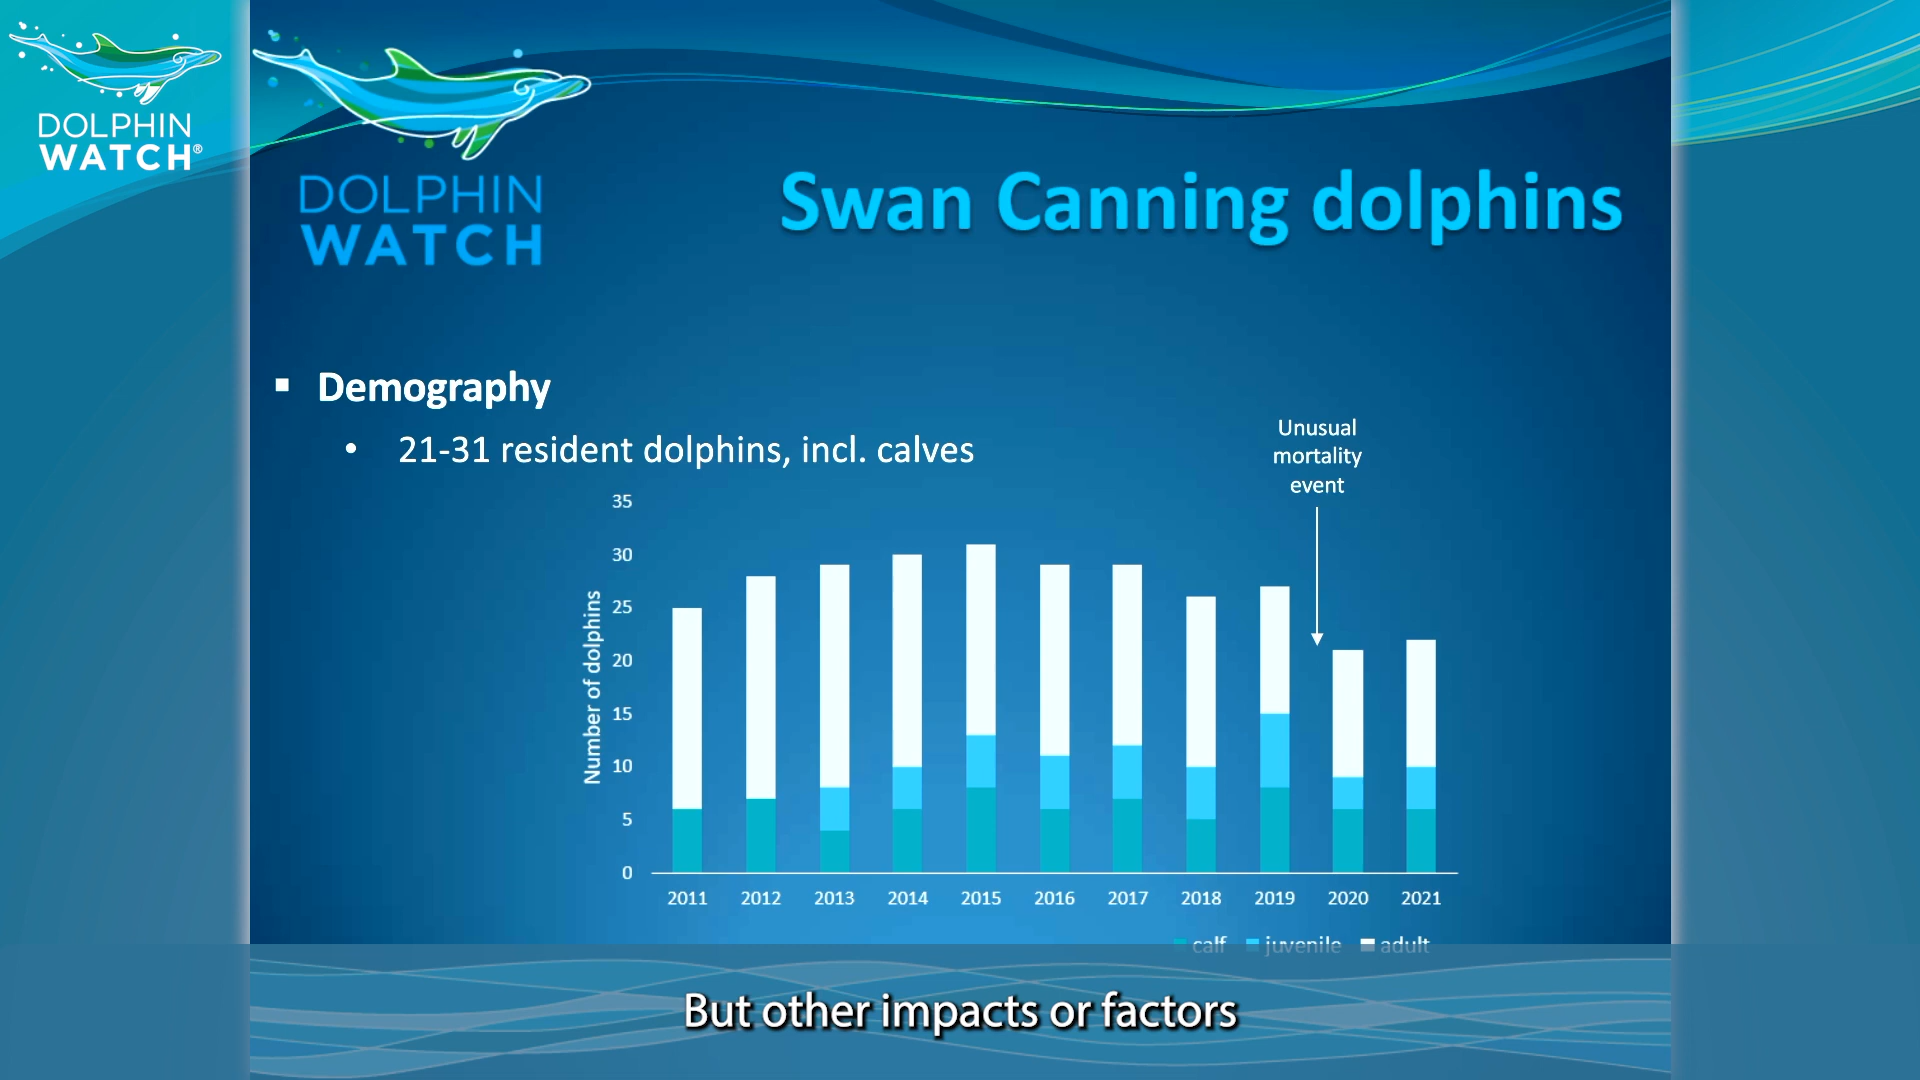 DOLPHIN
WATCH®
DOLPHIN
WATCH
Swan Canning dolphins
▪ Demography
• 21-31 resident dolphins, incl. calves
Unusual
mortality
event
Number of dolphins
35
30
25
20
15
10
5
0
2011 2012 2013 2014 2015 2016 2017 2018 2019 2020 2021
calf juvenile adult
But other impacts or factors